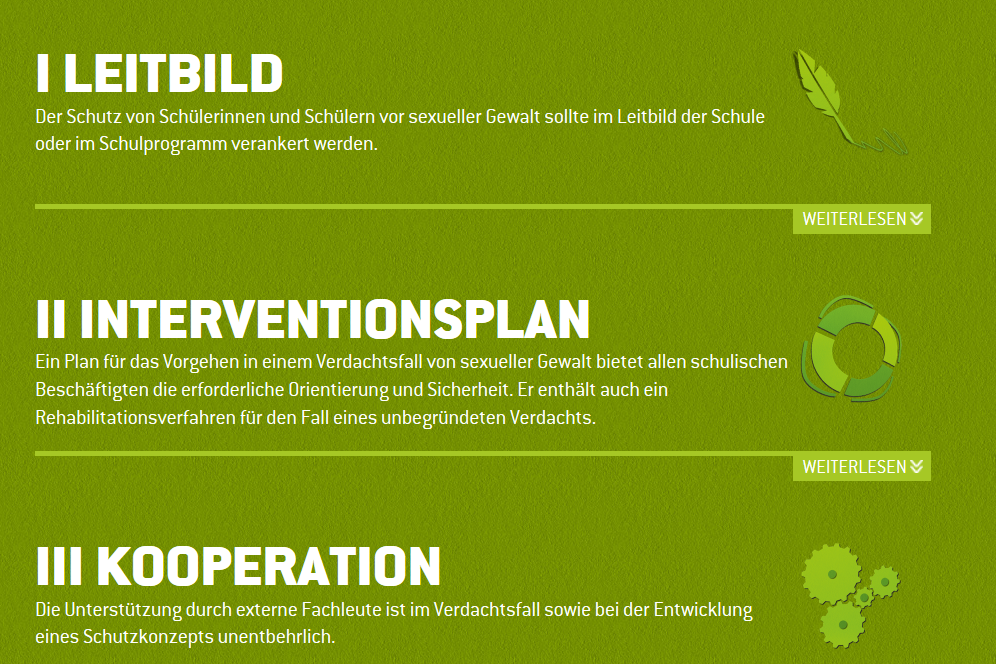 I LEITBILD
Der Schutz von Schülerinnen und Schülern vor sexueller Gewalt sollte im Leitbild der Schule
oder im Schulprogramm verankert werden.
WEITERLESEN
II INTERVENTIONSPLAN
Ein Plan für das Vorgehen in einem Verdachtsfall von sexueller Gewalt bietet allen schulischen
Beschäftigten die erforderliche Orientierung und Sicherheit. Er enthält auch ein
Rehabilitationsverfahren für den Fall eines unbegründeten Verdachts.
WEITERLESEN
III KOOPERATION
Die Unterstützung durch externe Fachleute ist im Verdachtsfall sowie bei der Entwicklung
eines Schutzkonzepts unentbehrlich.